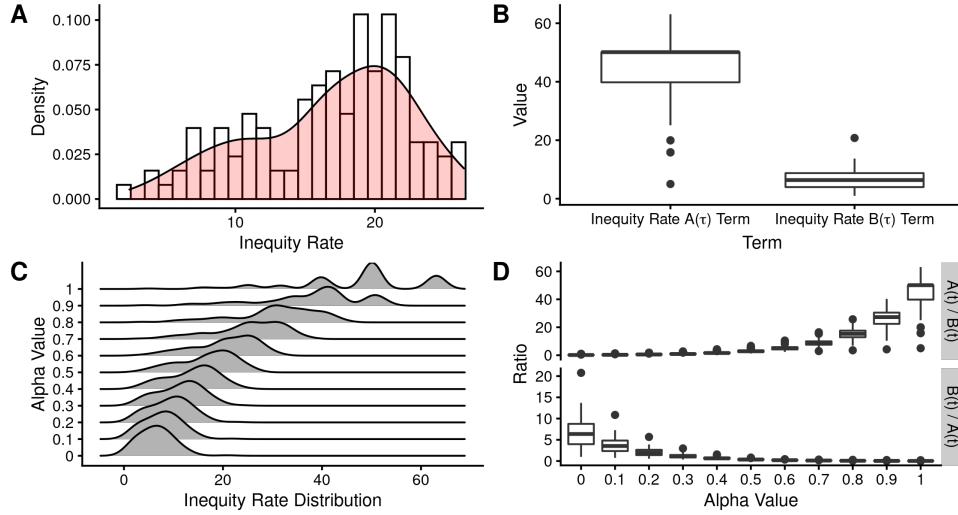 A
0.100
0.075
0.050
0.025
0.000
Density
10
20
Inequity Rate
B
60
40
20
0
Value
Inequity Rate A(τ) Term
Inequity Rate B(τ) Term
Term
C
1
0.9
0.8
0.7
0.6
0.5
0.4
0.3
0.2
0.1
0
Alpha Value
0
20
40
60
Inequity Rate Distribution
D
60
40
20
0
A(t) / B(t)
Ratio
20
15
10
5
0
B(t) / A(t)
0 0.1 0.2 0.3 0.4 0.5 0.6 0.7 0.8 0.9 1
Alpha Value